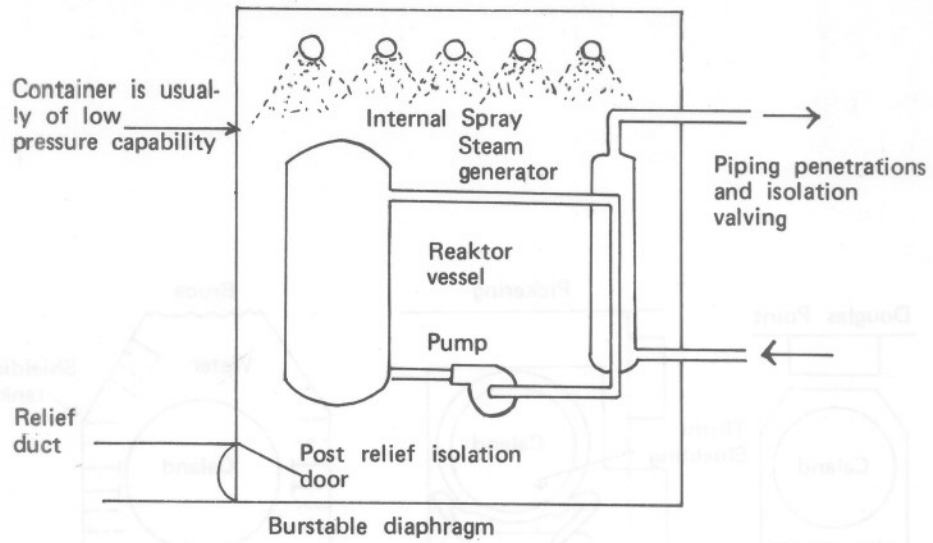 Container is usual-
ly of low
pressure capability
Internal Spray
Steam
generator
Piping penetrations
and isolation
valving
Reaktor
vessel
Pump
Relief
duct
Post relief isolation
door
Burstable diaphragm